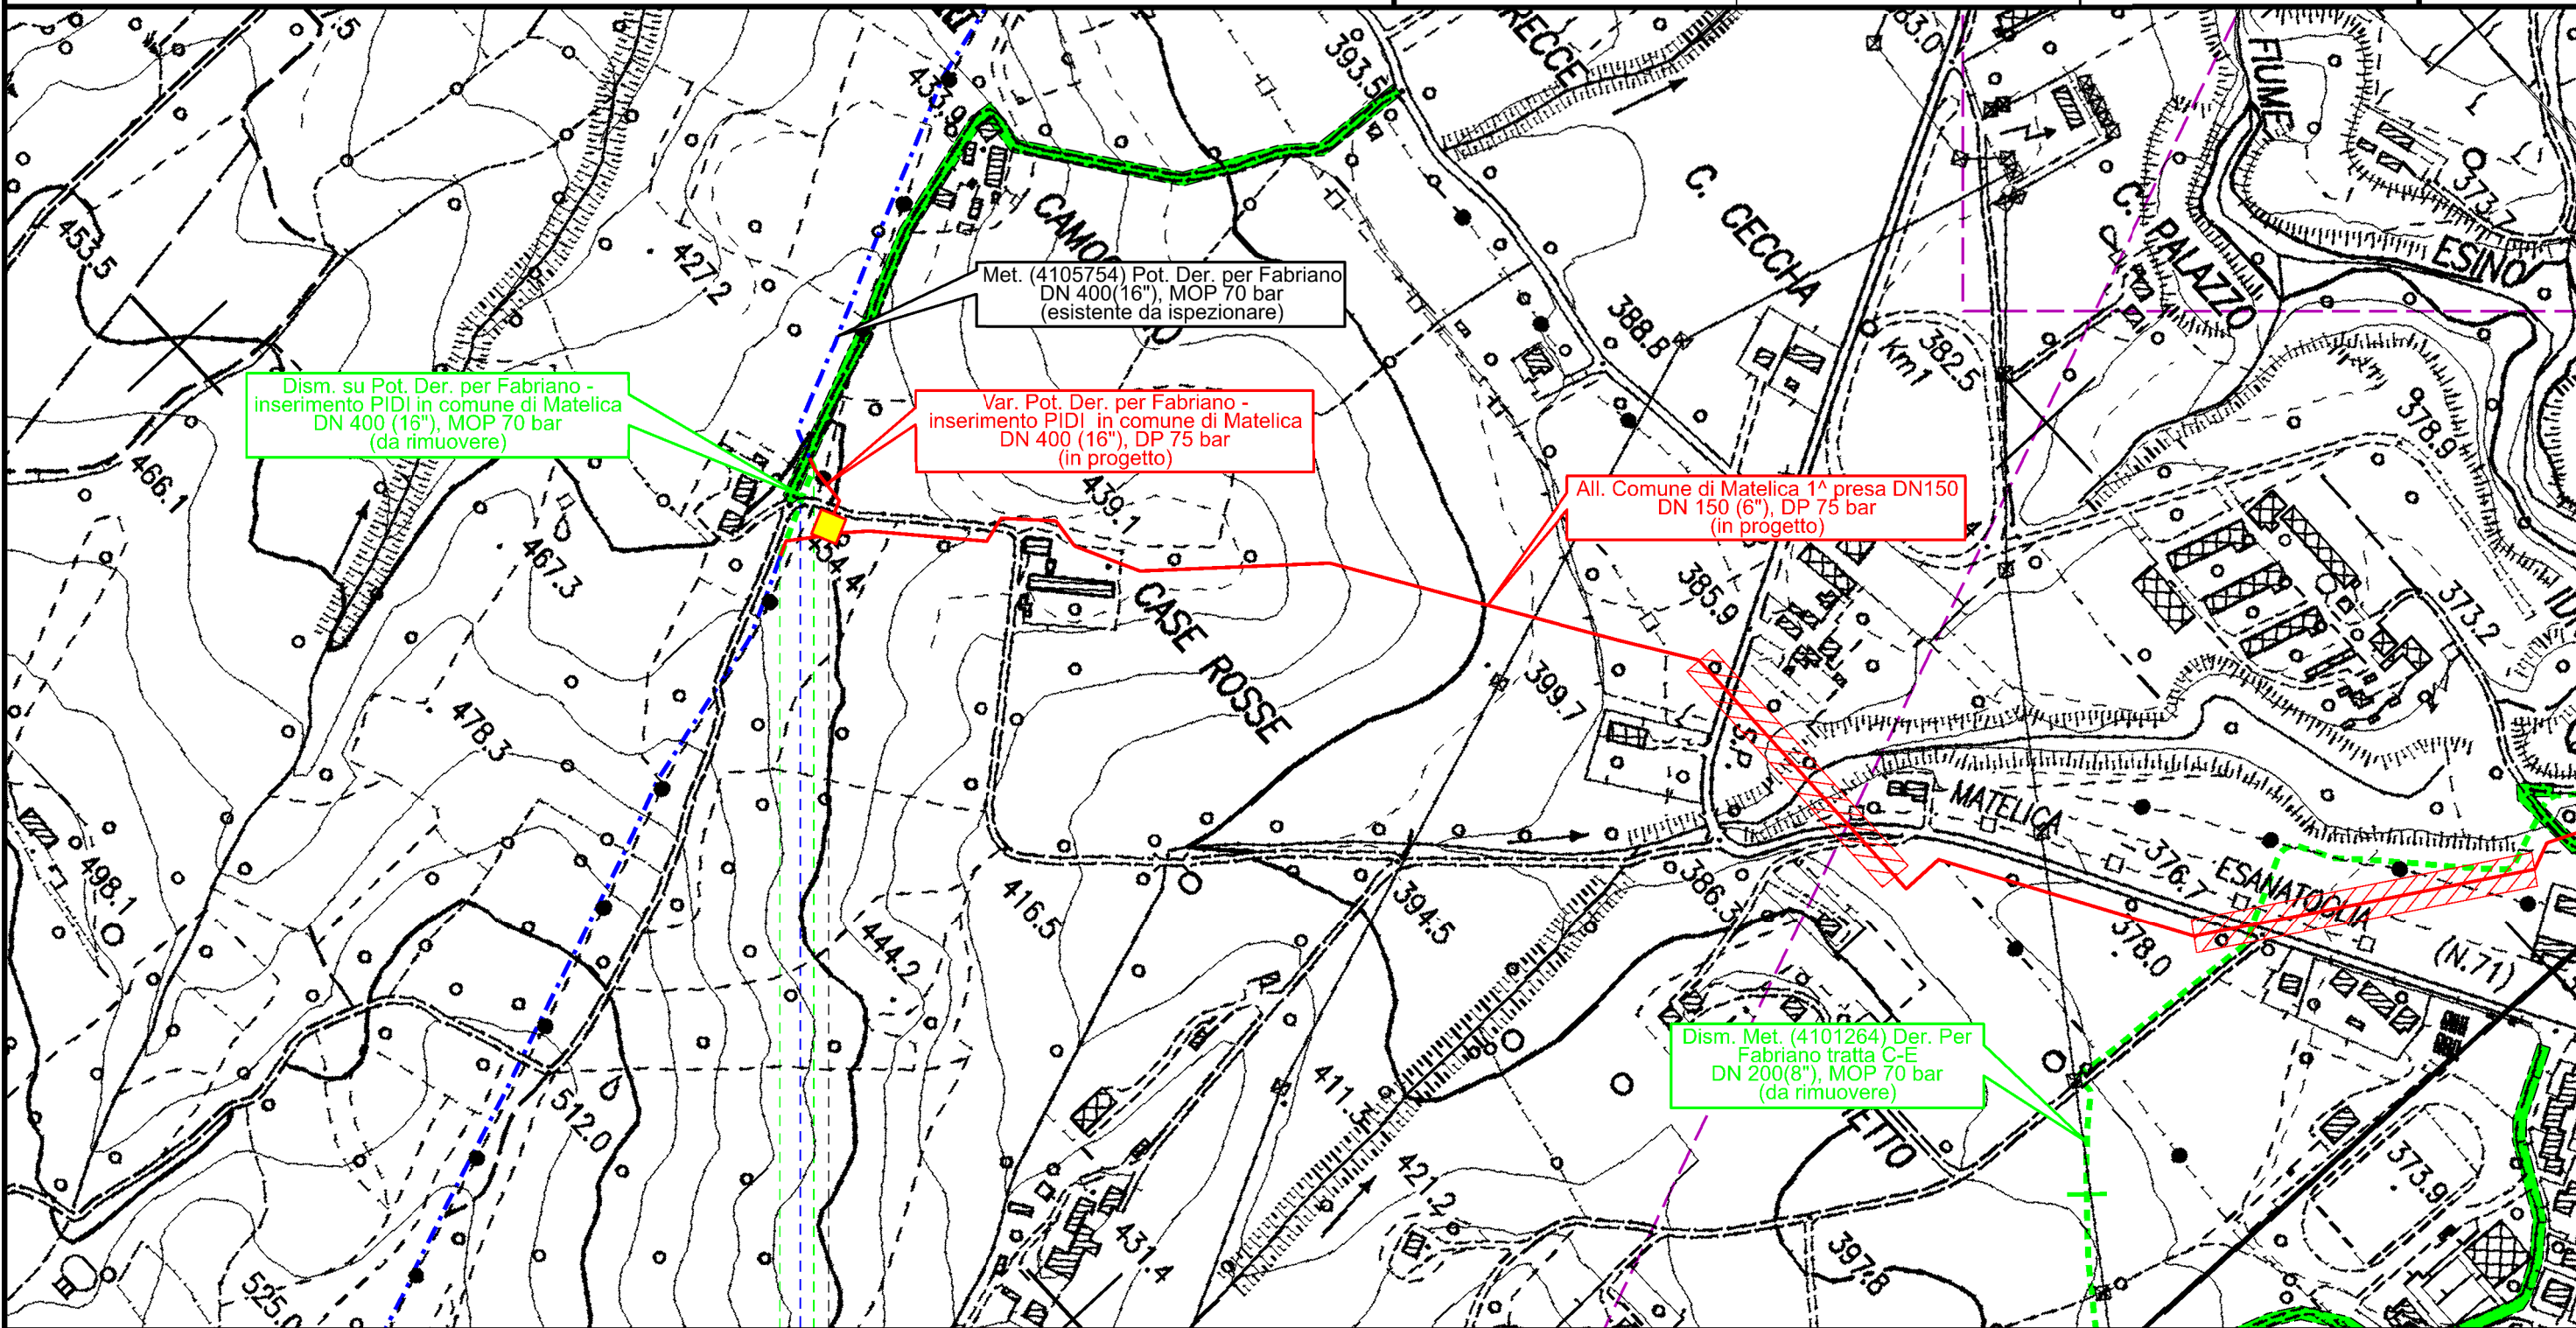 433.9
393.5
RECCE
83.0
FIUME
373.7
ESINO
C. PALAZZO
C. CECCHA
453.5
427.2
Met. (4105754) Pot. Der. per Fabriano
DN 400(16"), MOP 70 bar
(esistente da ispezionare)
388.8
Km1
382.5
Dism. su Pot. Der. per Fabriano -
inserimento PIDI in comune di Matelica
DN 400 (16"), MOP 70 bar
(da rimuovere)
Var. Pot. Der. per Fabriano -
inserimento PIDI in comune di Matelica
DN 400 (16"), DP 75 bar
(in progetto)
378.9
466.1
439.1
All. Comune di Matelica 1^ presa DN150
DN 150 (6"), DP 75 bar
(in progetto)
467.3
454.4
385.9
373.2
CASE ROSSE
399.7
478.3
MATELICA
498.1
416.5
394.5
386.3
376.7
ESANATOGLIA
378.0
(N.71)
444.2
Dism. Met. (4101264) Der. Per
Fabriano tratta C-E
DN 200(8"), MOP 70 bar
(da rimuovere)
512.0
411.3
ETTO
421.2
373.9
431.4
397.8
525.0